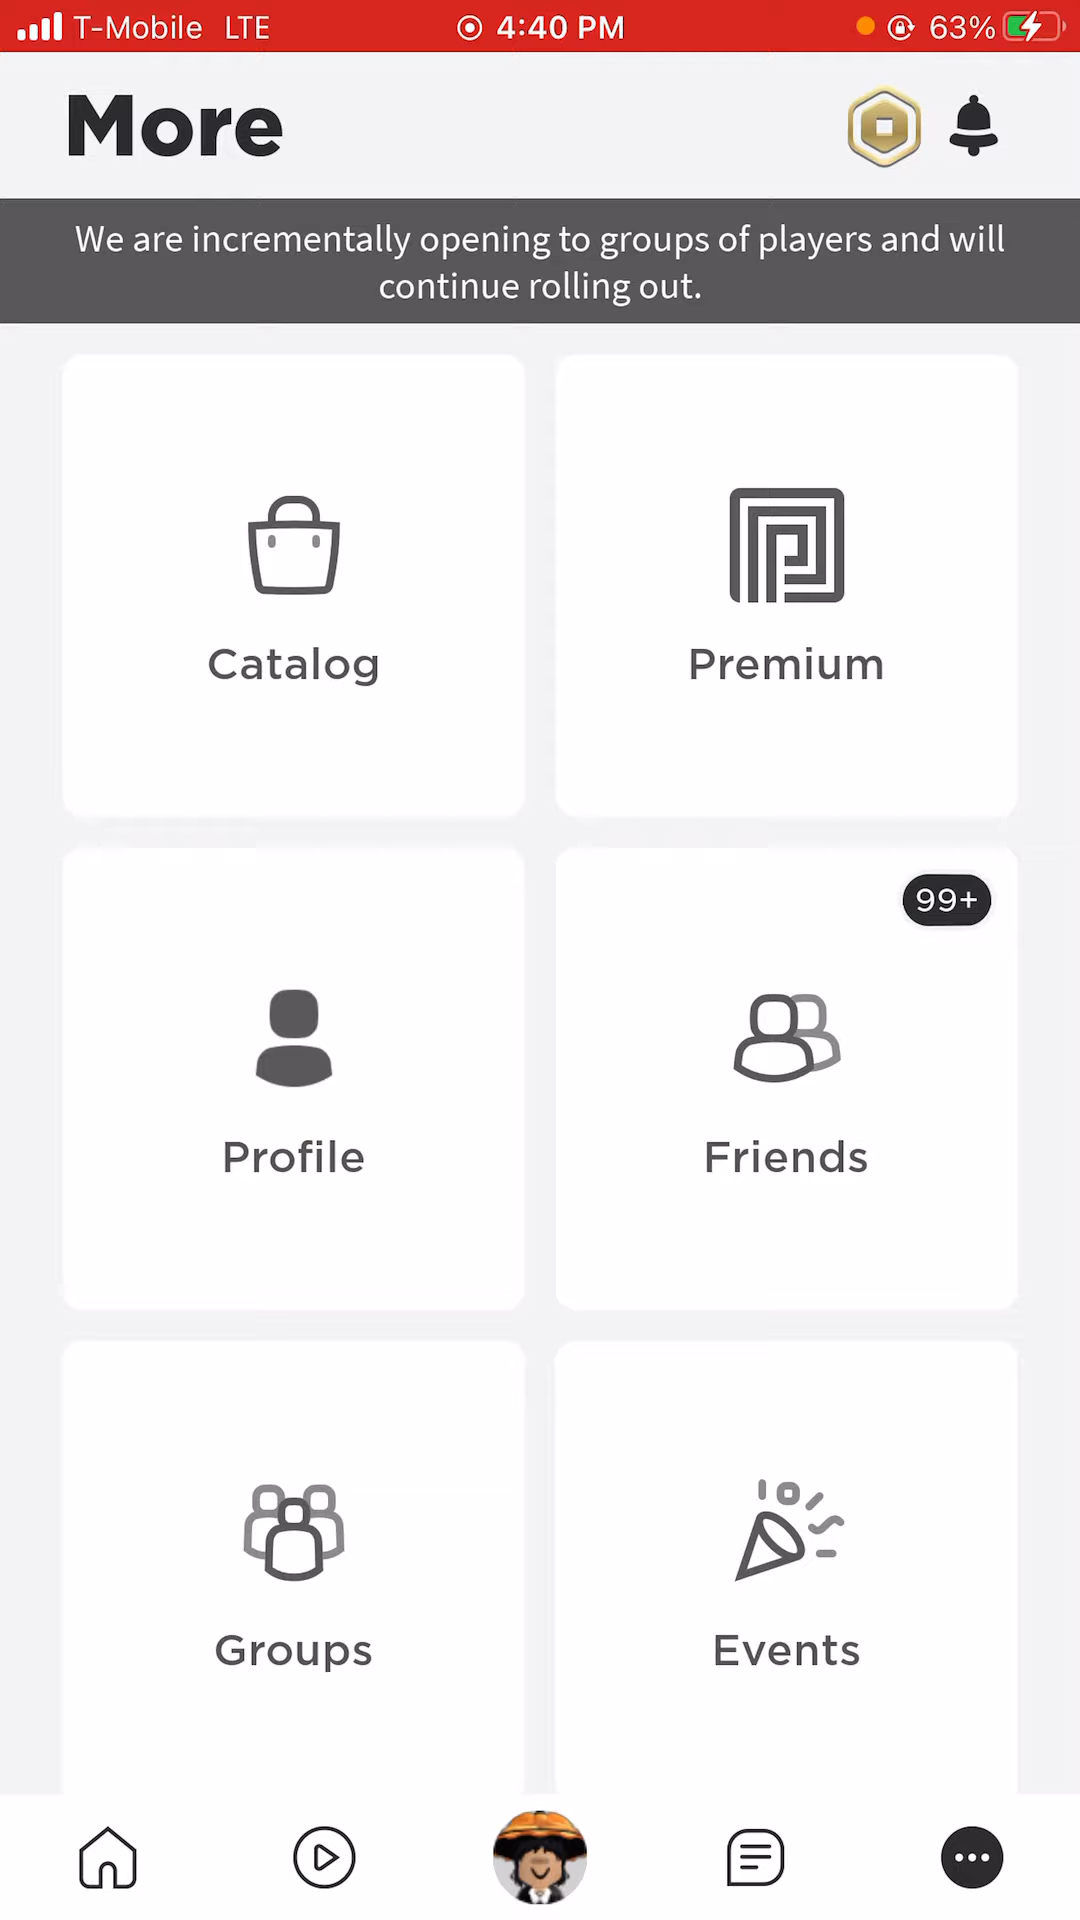 T-Mobile LTE 4:40 PM 63%
More
We are incrementally opening to groups of players and will
continue rolling out.
Catalog Premium
99+
Profile Friends
Groups Events